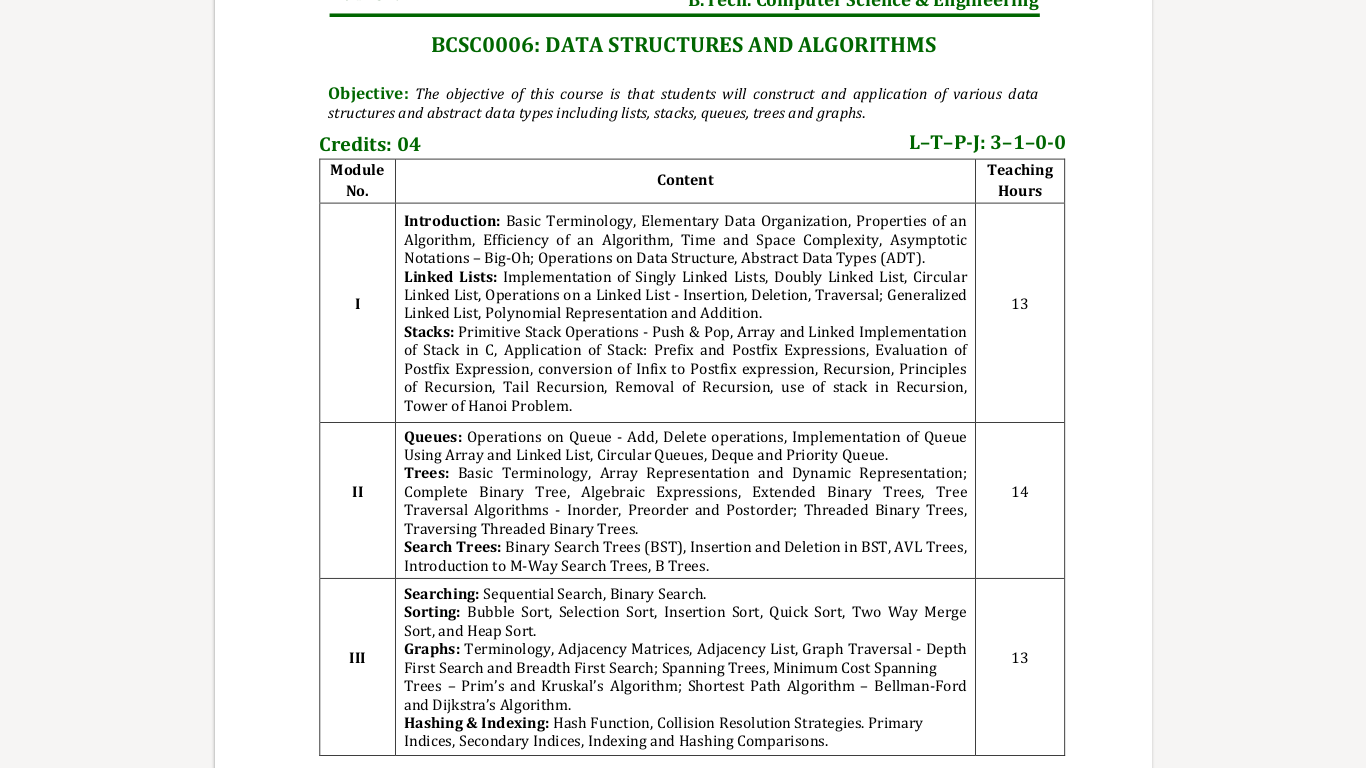 B.Tech. Computer Science & Engineering
BCSC0006: DATA STRUCTURES AND ALGORITHMS
Objective: The objective of this course is that students will construct and application of various data
structures and abstract data types including lists, stacks, queues, trees and graphs.
Credits: 04
L–T–P-J: 3–1–0-0
Module
No.
Content
Teaching
Hours
I
Introduction: Basic Terminology, Elementary Data Organization, Properties of an
Algorithm, Efficiency of an Algorithm, Time and Space Complexity, Asymptotic
Notations – Big-Oh; Operations on Data Structure, Abstract Data Types (ADT).
Linked Lists: Implementation of Singly Linked Lists, Doubly Linked List, Circular
Linked List, Operations on a Linked List - Insertion, Deletion, Traversal; Generalized
Linked List, Polynomial Representation and Addition.
Stacks: Primitive Stack Operations - Push & Pop, Array and Linked Implementation
of Stack in C, Application of Stack: Prefix and Postfix Expressions, Evaluation of
Postfix Expression, conversion of Infix to Postfix expression, Recursion, Principles
of Recursion, Tail Recursion, Removal of Recursion, use of stack in Recursion,
Tower of Hanoi Problem.
13
II
Queues: Operations on Queue - Add, Delete operations, Implementation of Queue
Using Array and Linked List, Circular Queues, Deque and Priority Queue.
Trees: Basic Terminology, Array Representation and Dynamic Representation;
Complete Binary Tree, Algebraic Expressions, Extended Binary Trees, Tree
Traversal Algorithms - Inorder, Preorder and Postorder; Threaded Binary Trees,
Traversing Threaded Binary Trees.
Search Trees: Binary Search Trees (BST), Insertion and Deletion in BST, AVL Trees,
Introduction to M-Way Search Trees, B Trees.
14
III
Searching: Sequential Search, Binary Search.
Sorting: Bubble Sort, Selection Sort, Insertion Sort, Quick Sort, Two Way Merge
Sort, and Heap Sort.
Graphs: Terminology, Adjacency Matrices, Adjacency List, Graph Traversal - Depth
First Search and Breadth First Search; Spanning Trees, Minimum Cost Spanning
Trees – Prim’s and Kruskal’s Algorithm; Shortest Path Algorithm – Bellman-Ford
and Dijkstra’s Algorithm.
Hashing & Indexing: Hash Function, Collision Resolution Strategies. Primary
Indices, Secondary Indices, Indexing and Hashing Comparisons.
13